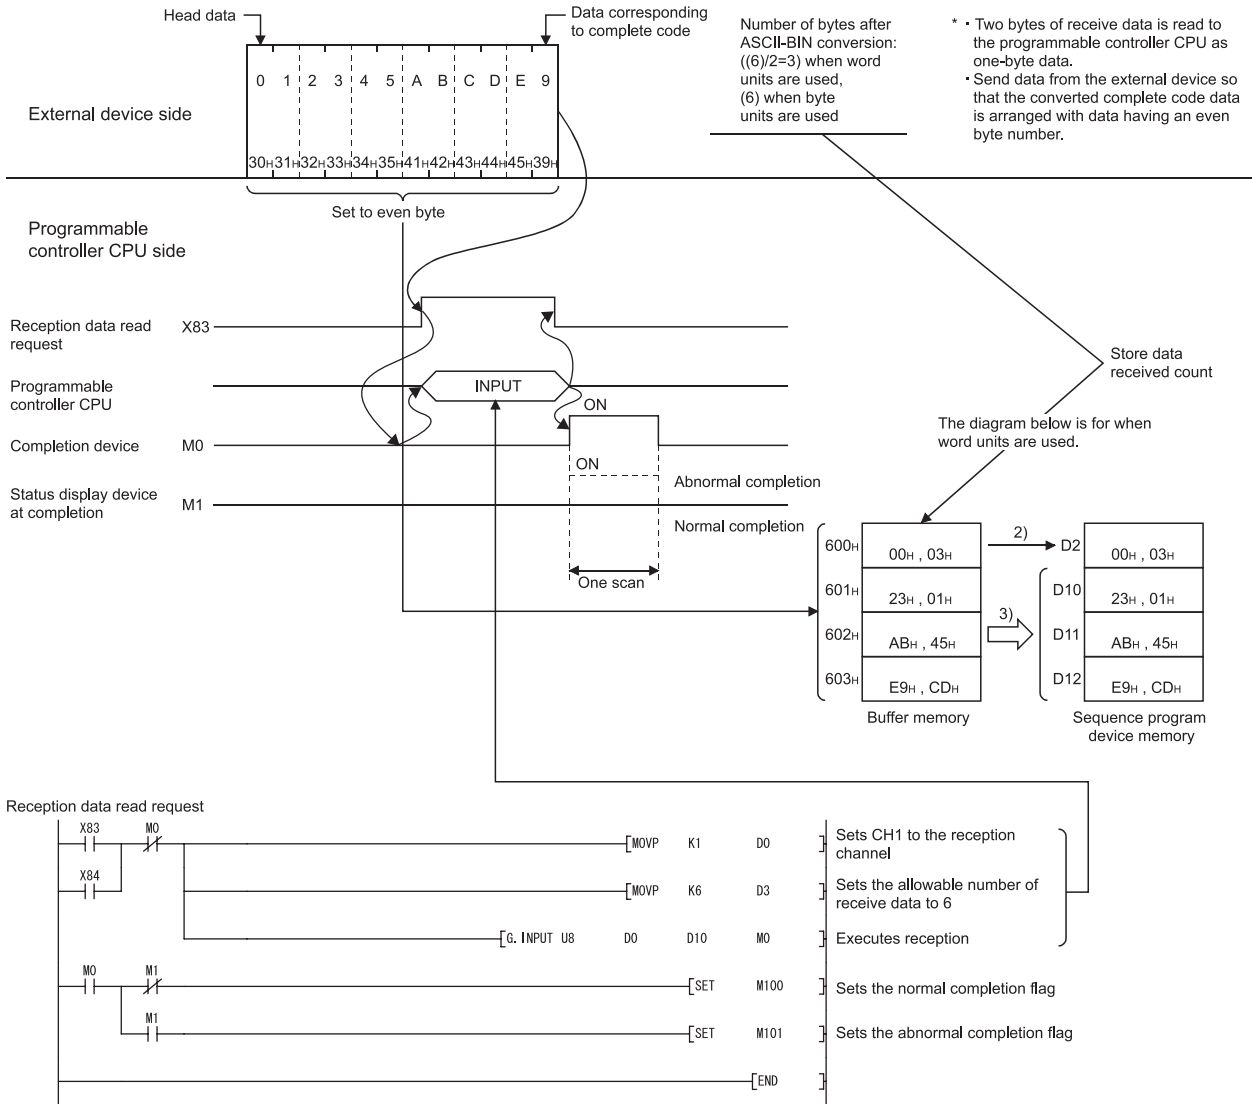 Head data
Data corresponding
to complete code
Number of bytes after
ASCII-BIN conversion:
((6)/2=3) when word
units are used,
(6) when byte
units are used
* • Two bytes of receive data is read to
the programmable controller CPU as
one-byte data.
• Send data from the external device so
that the converted complete code data
is arranged with data having an even
byte number.
External device side
0 1 2 3 4 5 A B C D E 9
30H 31H 32H 33H 34H 35H 41H 42H 43H 44H 45H 39H
Set to even byte
Programmable
controller CPU side
Reception data read
request
X83
Programmable
controller CPU
INPUT
Completion device
M0
ON
Status display device
at completion
M1
ON
Abnormal completion
Normal completion
One scan
Store data
received count
The diagram below is for when
word units are used.
600H
00H , 03H
2)
D2
00H , 03H
601H
23H , 01H
D10
23H , 01H
602H
ABH , 45H
3)
D11
ABH , 45H
603H
E9H , CDH
D12
E9H , CDH
Buffer memory
Sequence program
device memory
Reception data read request
X83 M0
[MOVP K1 D0 ]
Sets CH1 to the reception
channel
X84
[MOVP K6 D3 ]
Sets the allowable number of
receive data to 6
[G. INPUT U8 D0 D10 M0 ]
Executes reception
M0 M1
[SET M100 ]
Sets the normal completion flag
M1
[SET M101 ]
Sets the abnormal completion flag
[END ]